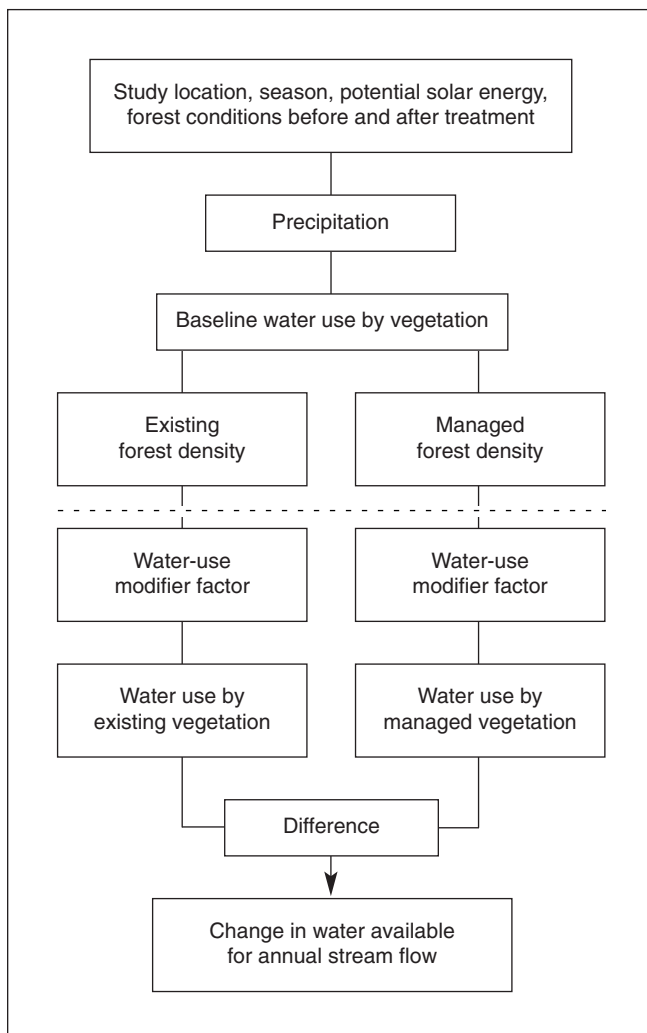 Study location, season, potential solar energy,
forest conditions before and after treatment
Precipitation
Baseline water use by vegetation
Existing
forest density
Managed
forest density
Water-use
modifier factor
Water-use
modifier factor
Water use by
existing vegetation
Water use by
managed vegetation
Difference
Change in water available
for annual stream flow